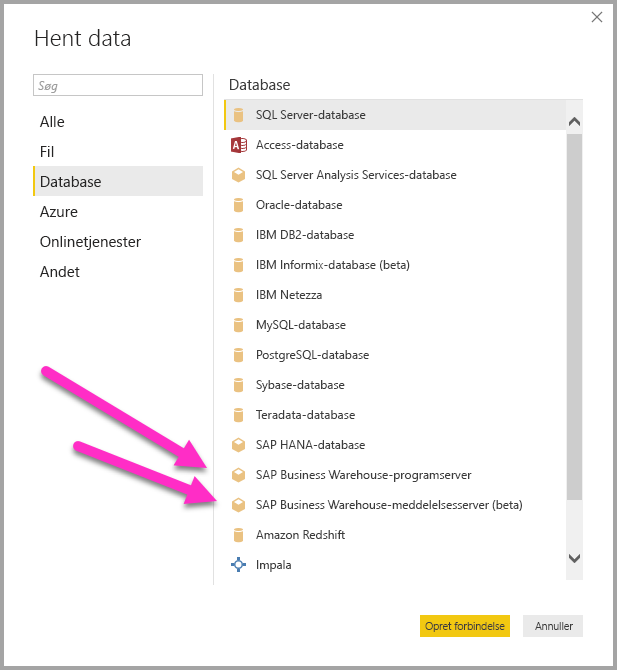 Hent data
Søg
Alle
Fil
Database
Azure
Onlinetjenester
Andet
Database
SQL Server-database
Access-database
SQL Server Analysis Services-database
Oracle-database
IBM DB2-database
IBM Informix-database (beta)
IBM Netezza
MySQL-database
PostgreSQL-database
Sybase-database
Teradata-database
SAP HANA-database
SAP Business Warehouse-programserver
SAP Business Warehouse-meddelelsesserver (beta)
Amazon Redshift
Impala
Opret forbindelse
Annuller